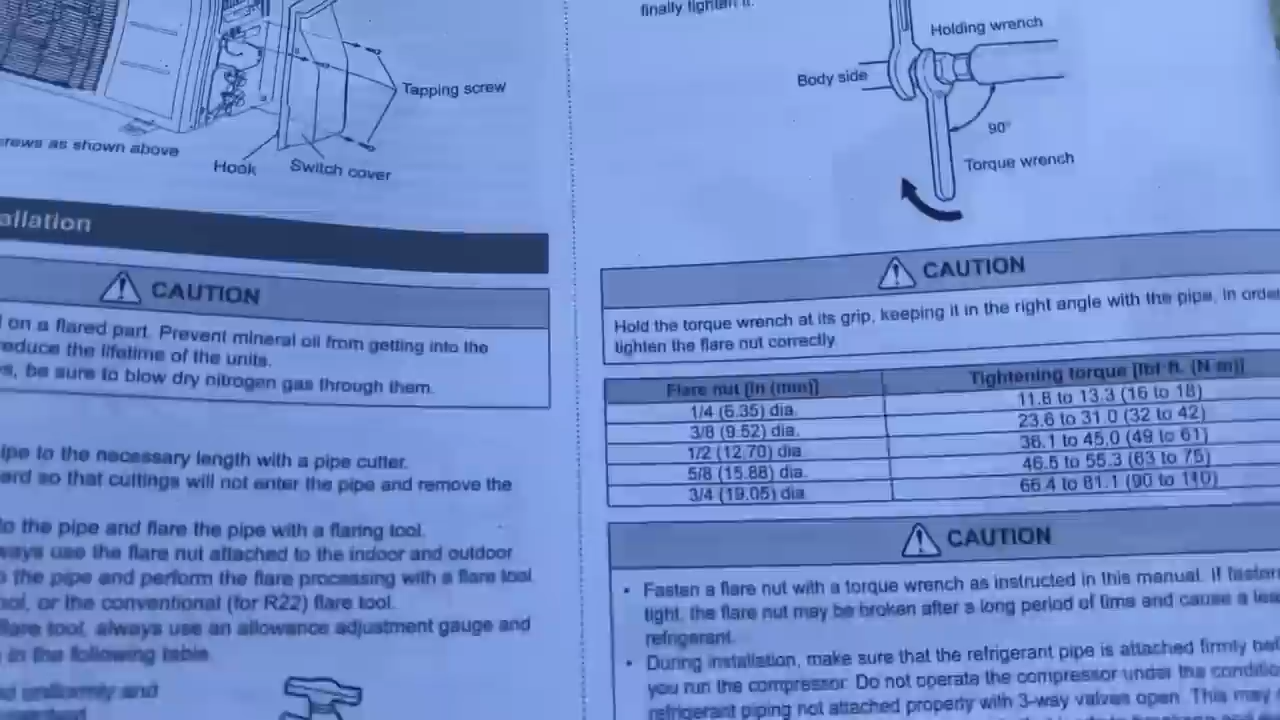 Tapping screw
crews as shown above
Hook
Switch cover
allation
CAUTION
on a flared part. Prevent mineral oil from getting into the
reduce the lifetime of the units.
be sure to blow dry nitrogen gas through them.
pipe to the necessary length with a pipe cutter.
so that cuttings will not enter the pipe and remove the
to the pipe and flare the pipe with a flaring tool.
ways use the flare nut attached to the indoor and outdoor
the pipe and perform the flare processing with a flare tool
tool, or the conventional (for R22) flare tool.
flare tool, always use an allowance adjustment gauge and
in the following table.
uniformly and
finally tighten it.
Holding wrench
Body side
90°
Torque wrench
CAUTION
Hold the torque wrench at its grip, keeping it in the right angle with the pipe, in order
tighten the flare nut correctly.
Flare nut [in (mm)] Tightening torque [lbf·ft. (N·m)]
1/4 (6.35) dia. 11.8 to 13.3 (16 to 18)
3/8 (9.52) dia. 23.6 to 31.0 (32 to 42)
1/2 (12.70) dia. 36.1 to 45.0 (49 to 61)
5/8 (15.88) dia. 46.5 to 55.3 (63 to 75)
3/4 (19.05) dia. 66.4 to 81.1 (90 to 110)
CAUTION
• Fasten a flare nut with a torque wrench as instructed in this manual. If fasten
tight, the flare nut may be broken after a long period of time and cause a lea
refrigerant.
• During installation, make sure that the refrigerant pipe is attached firmly be
you run the compressor. Do not operate the compressor under the conditio
refrigerant piping not attached properly with 3-way valves open. This may